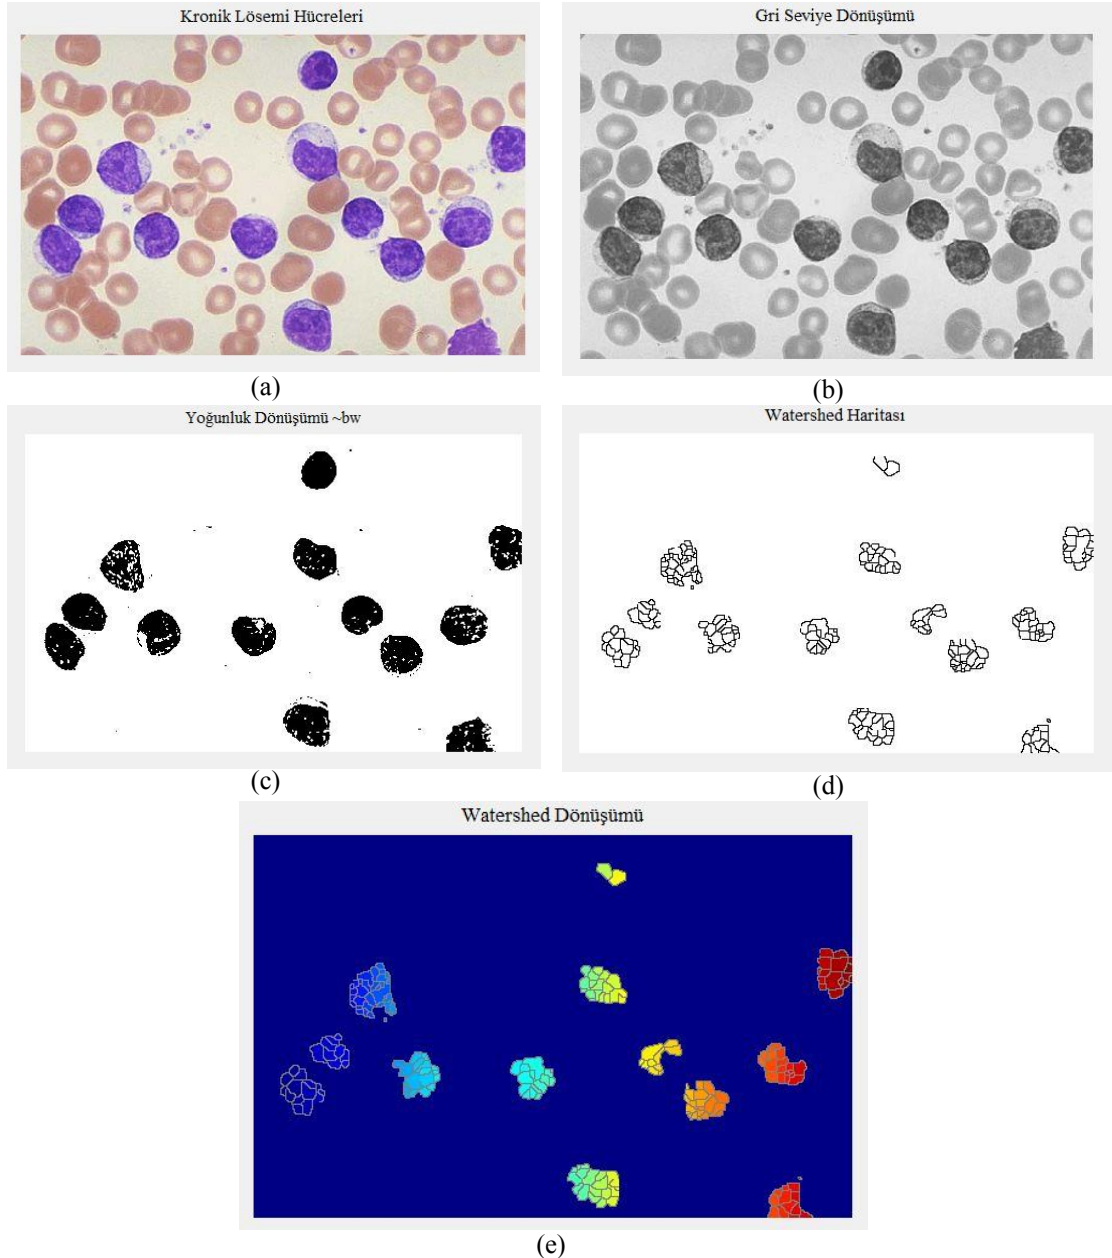 Kronik Lösemi Hücreleri
Gri Seviye Dönüşümü
(a)
(b)
Yoğunluk Dönüşümü ~bw
Watershed Haritası
(c)
(d)
Watershed Dönüşümü
(e)